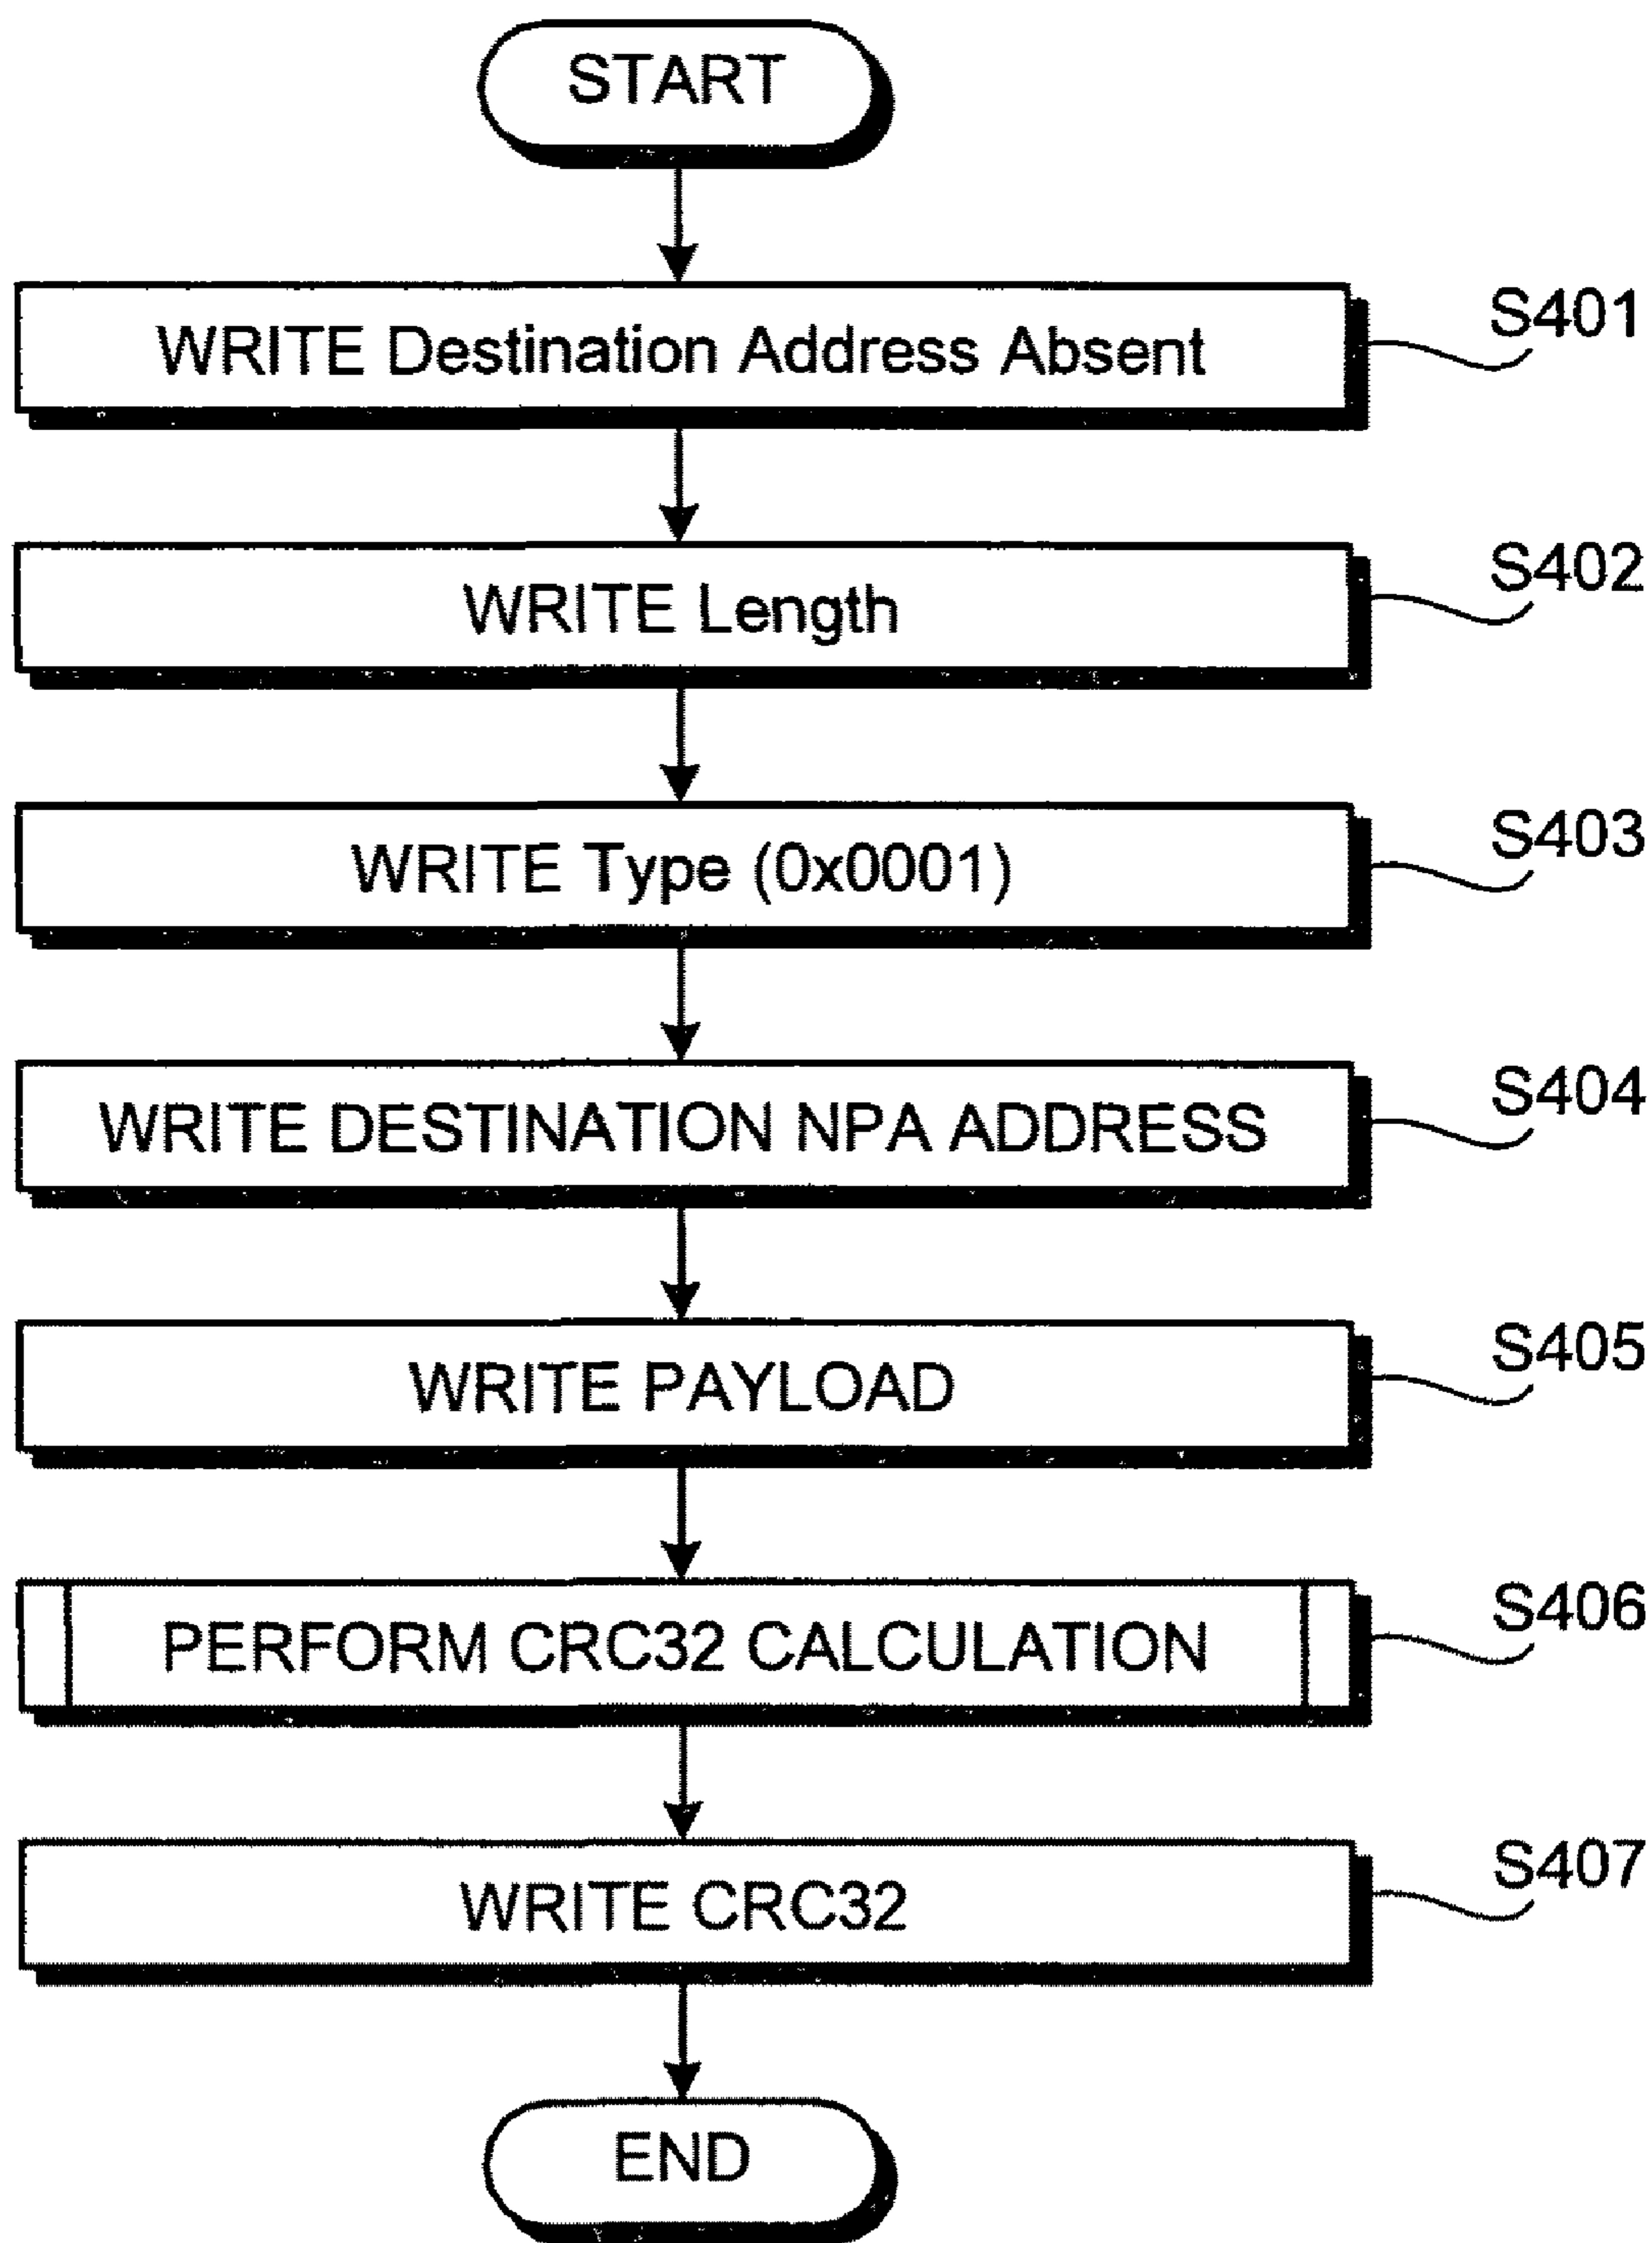 START
WRITE Destination Address Absent
S401
WRITE Length
S402
WRITE Type (0x0001)
S403
WRITE DESTINATION NPA ADDRESS
S404
WRITE PAYLOAD
S405
PERFORM CRC32 CALCULATION
S406
WRITE CRC32
S407
END